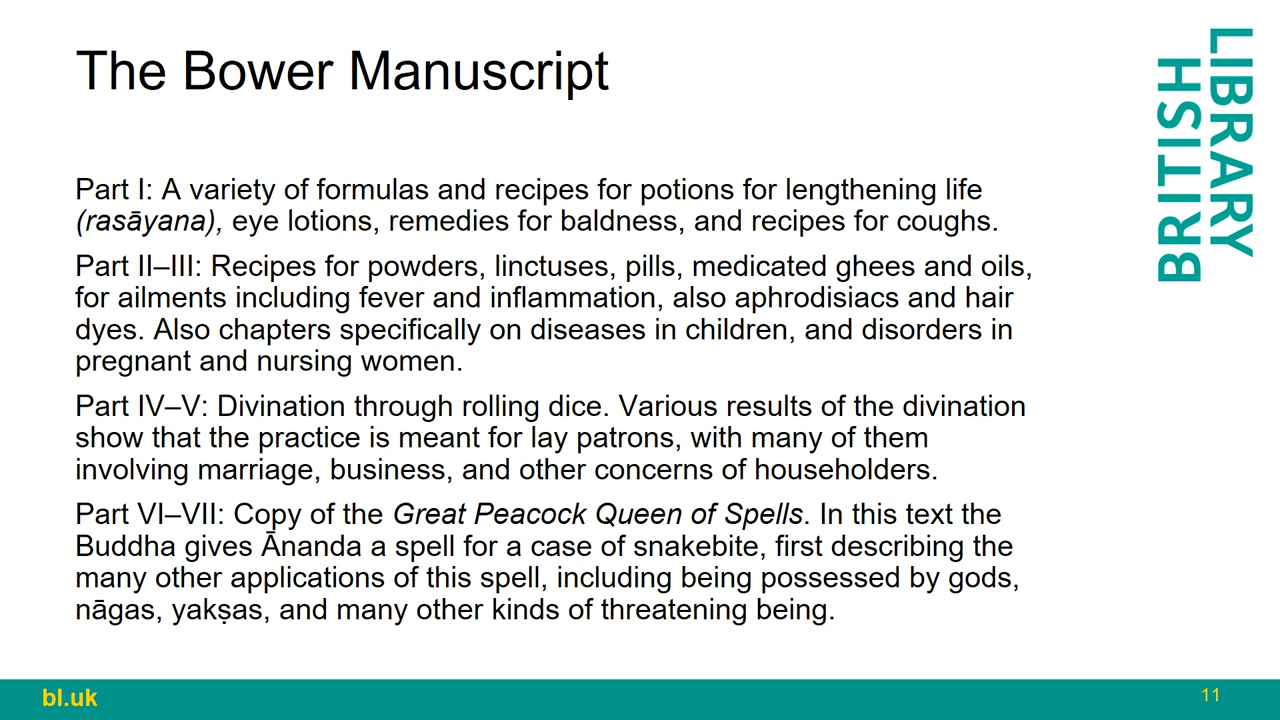 The Bower Manuscript
BRITISH
LIBRARY
Part I: A variety of formulas and recipes for potions for lengthening life
(rasāyana), eye lotions, remedies for baldness, and recipes for coughs.
Part II–III: Recipes for powders, linctuses, pills, medicated ghees and oils,
for ailments including fever and inflammation, also aphrodisiacs and hair
dyes. Also chapters specifically on diseases in children, and disorders in
pregnant and nursing women.
Part IV–V: Divination through rolling dice. Various results of the divination
show that the practice is meant for lay patrons, with many of them
involving marriage, business, and other concerns of householders.
Part VI–VII: Copy of the Great Peacock Queen of Spells. In this text the
Buddha gives Ānanda a spell for a case of snakebite, first describing the
many other applications of this spell, including being possessed by gods,
nāgas, yakṣas, and many other kinds of threatening being.
bl.uk
11